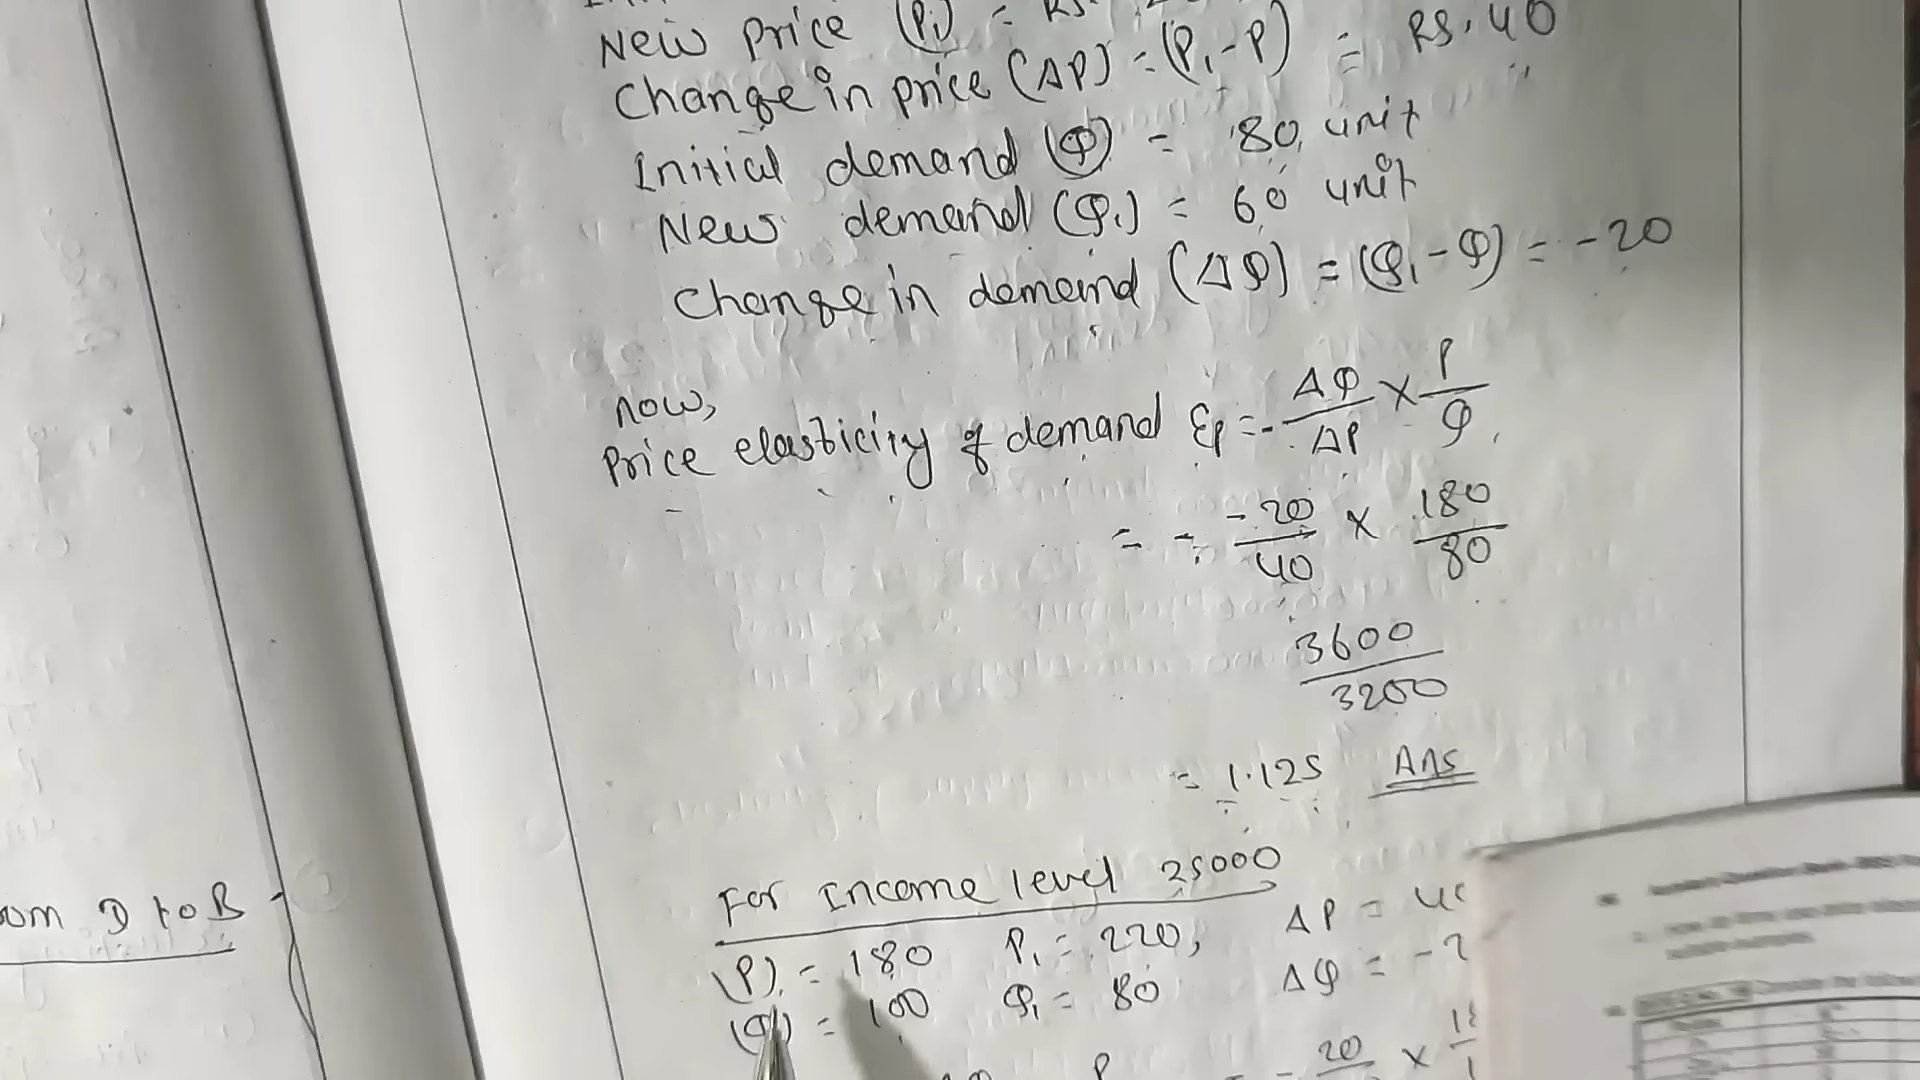 New price (P₁) = Rs.
Change in price (ΔP) = (P₁ - P) = Rs. 40
Initial demand (Q) = 80 unit
New demand (Q₁) = 60 unit
Change in demand (ΔQ) = (Q₁ - Q) = -20
now,
Price elasticity of demand Ep = - ΔQ/ΔP × P/Q
= - -20/40 × 180/80
3600/3200
= 1.125 Ans
For Income level 25000
(P) = 180 P₁ = 220, ΔP = 40
(Q) = 100 Q₁ = 80 ΔQ = -2
P = - 20 ×
om D to B